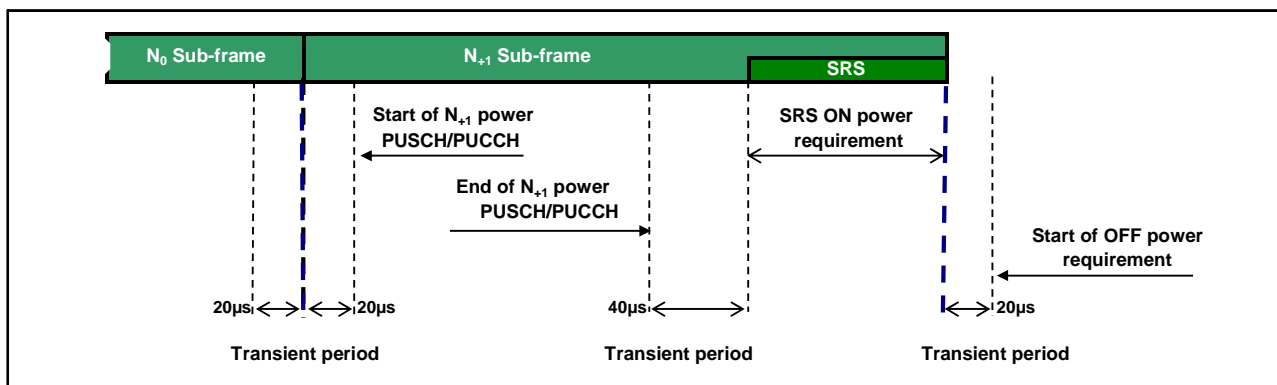 N₀ Sub-frame
N₊₁ Sub-frame
SRS
Start of N₊₁ power
PUSCH/PUCCH
SRS ON power
requirement
End of N₊₁ power
PUSCH/PUCCH
Start of OFF power
requirement
20µs
20µs
40µs
20µs
Transient period
Transient period
Transient period